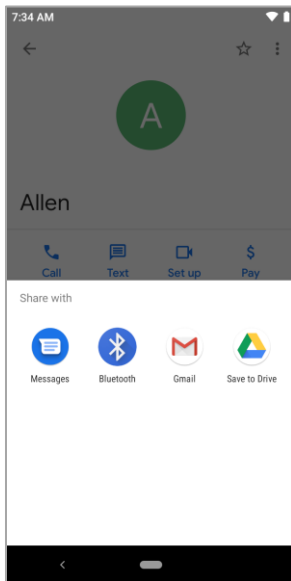 7:34 AM
A
Allen
Call Text Set up Pay
Share with
Messages Bluetooth Gmail Save to Drive